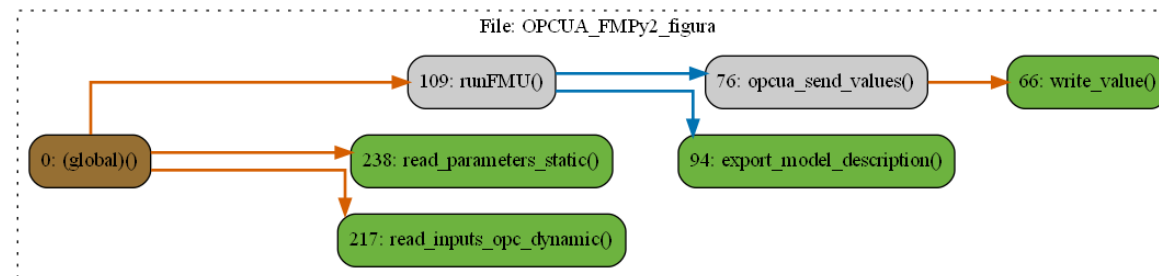 File: OPCUA_FMPy2_figura
109: runFMU()
76: opcua_send_values()
66: write_value()
0: (global)()
238: read_parameters_static()
94: export_model_description()
217: read_inputs_opc_dynamic()